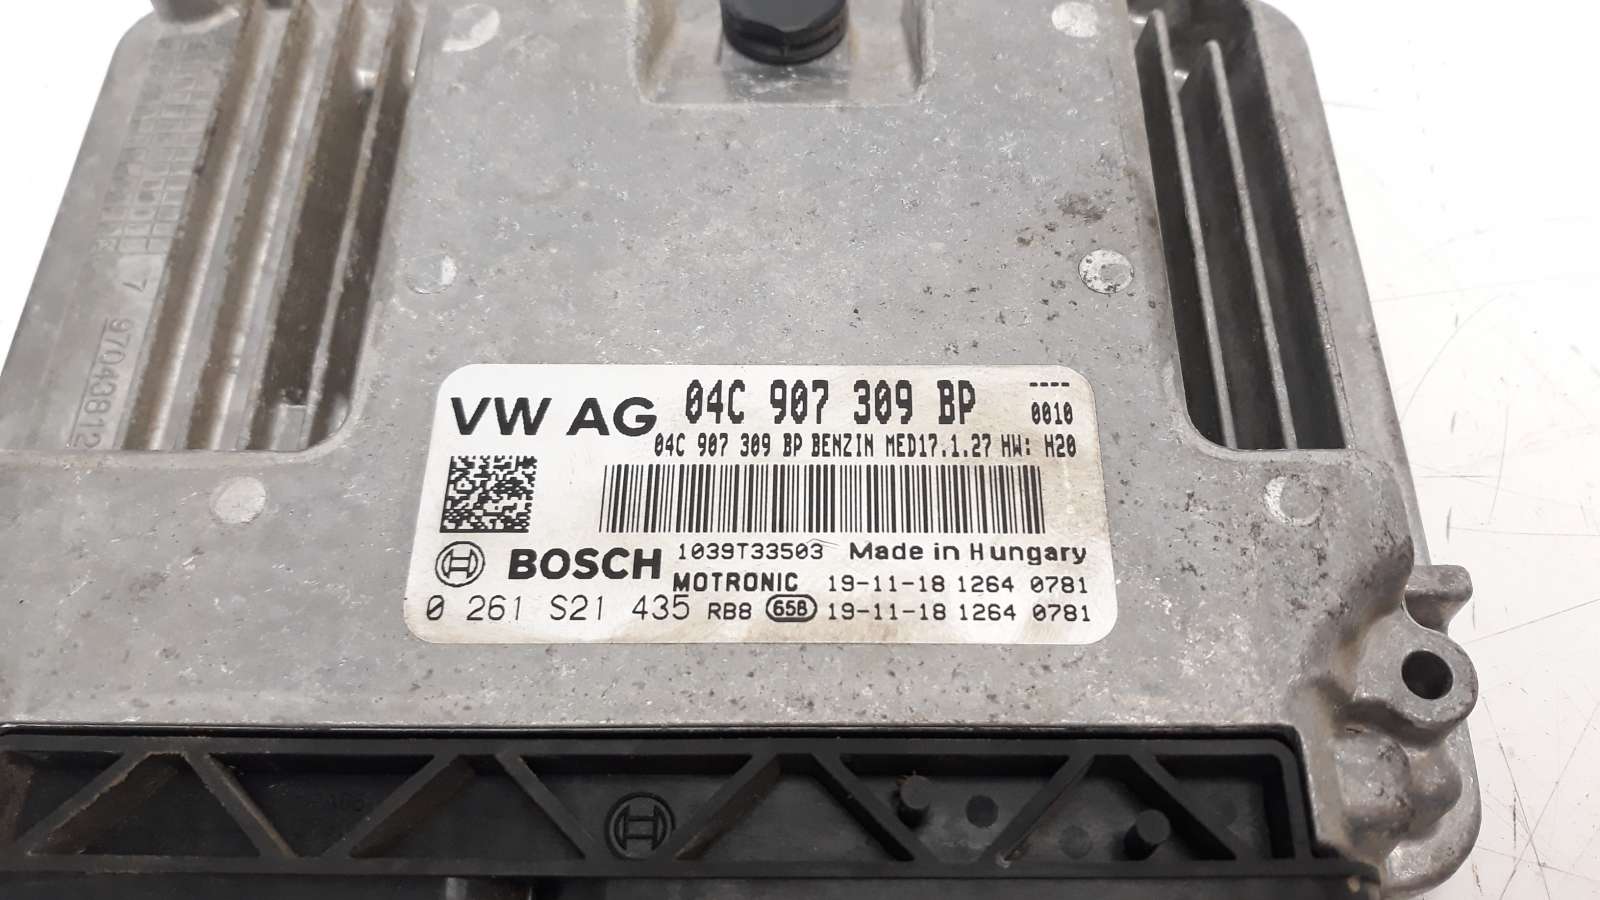 VW AG 04C 907 309 BP ----
0010
04C 907 309 BP BENZIN MED17.1.27 HW: H20
BOSCH 1039T33503 Made in Hungary
MOTRONIC 19-11-18 1264 0781
0 261 S21 435 RB8 658 19-11-18 1264 0781
7 97043812